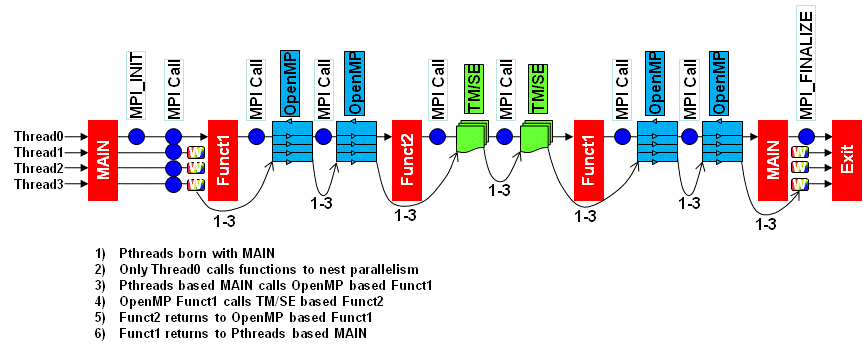 MPI_INIT
MPI Call
MPI Call
OpenMP
MPI Call
OpenMP
MPI Call
TM/SE
MPI Call
TM/SE
MPI Call
OpenMP
MPI Call
OpenMP
MPI_FINALIZE
Thread0
Thread1
Thread2
Thread3
MAIN
W
W
W
Funct1
Funct2
Funct1
MAIN
W
W
W
Exit
1-3
1-3
1-3
1-3
1-3
1-3
1-3
1) Pthreads born with MAIN
2) Only Thread0 calls functions to nest parallelism
3) Pthreads based MAIN calls OpenMP based Funct1
4) OpenMP Funct1 calls TM/SE based Funct2
5) Funct2 returns to OpenMP based Funct1
6) Funct1 returns to Pthreads based MAIN